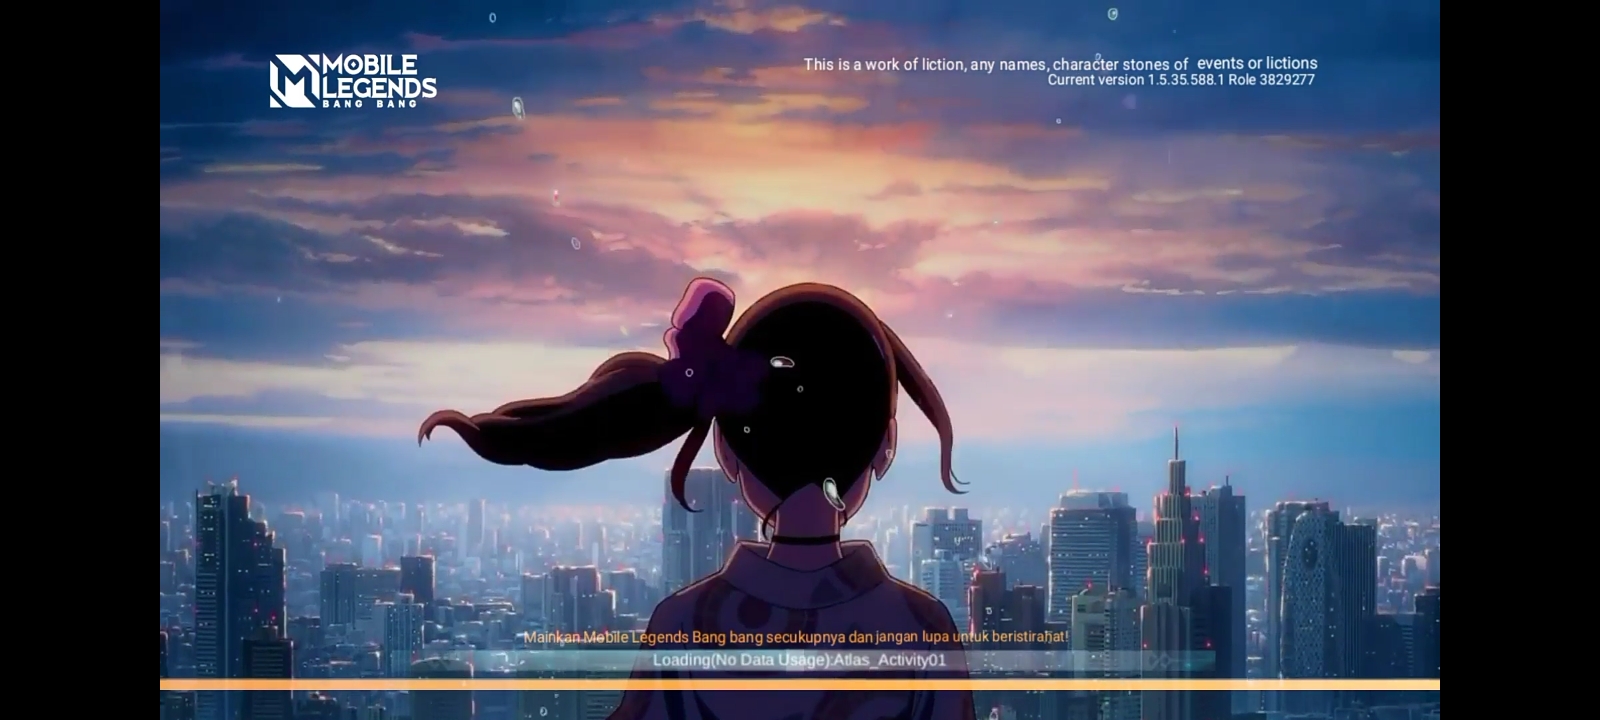 MOBILE
LEGENDS
BANG BANG
This is a work of liction, any names, character stones of events or lictions
Current version 1.5.35.588.1 Role 3829277
Mainkan Mobile Legends Bang bang secukupnya dan jangan lupa untuk beristirahat!
Loading(No Data Usage):Atlas_Activity01